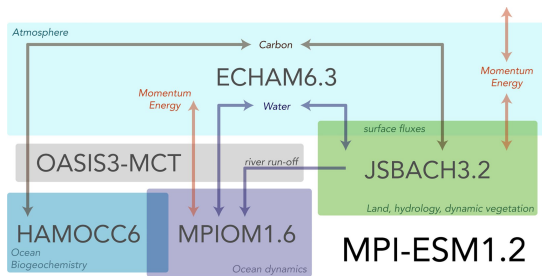 Atmosphere
Carbon
Momentum
Energy
ECHAM6.3
Momentum
Energy
Water
surface fluxes
OASIS3-MCT
river run-off
JSBACH3.2
Land, hydrology, dynamic vegetation
HAMOCC6
Ocean
Biogeochemistry
MPIOM1.6
Ocean dynamics
MPI-ESM1.2